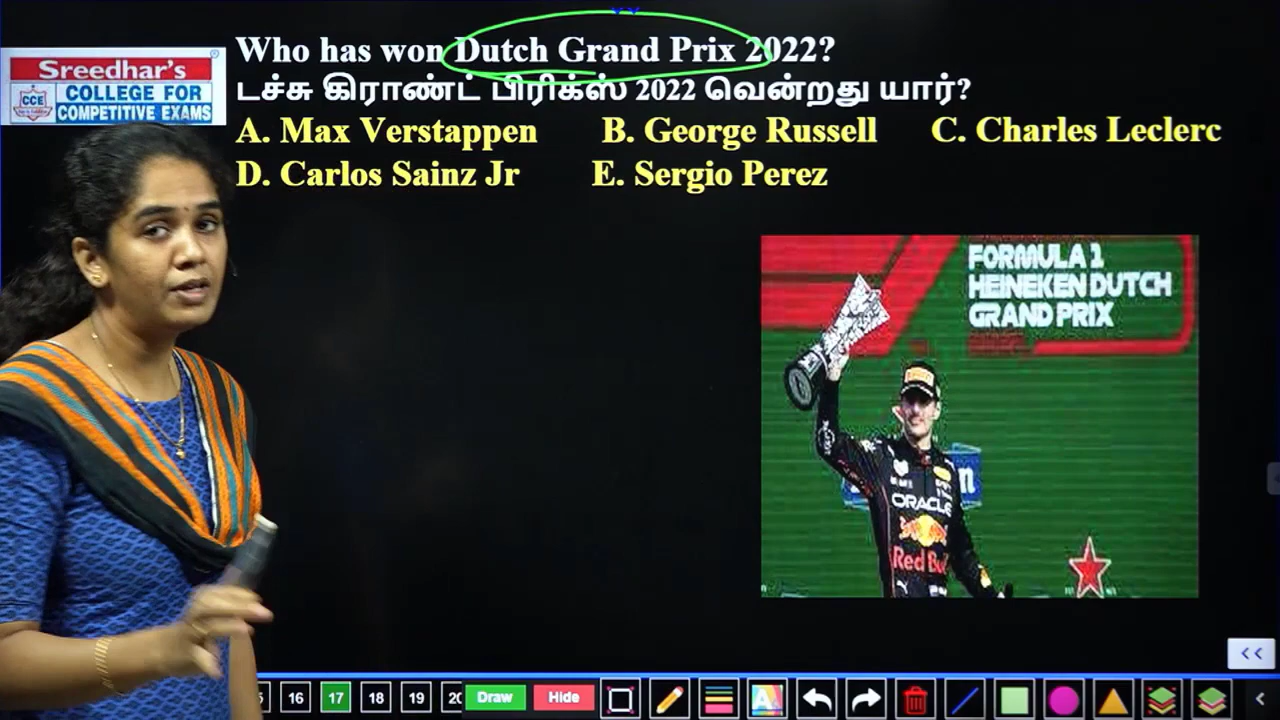 Who has won Dutch Grand Prix 2022?
Sreedhar's
CCE
COLLEGE FOR
COMPETITIVE EXAMS
டச்சு கிராண்ட் பிரிக்ஸ் 2022 வென்றது யார்?
A. Max Verstappen B. George Russell C. Charles Leclerc
D. Carlos Sainz Jr E. Sergio Perez
FORMULA 1
HEINEKEN DUTCH
GRAND PRIX
ORACLE
Red Bull
<<
16 17 18 19 20 Draw Hide A